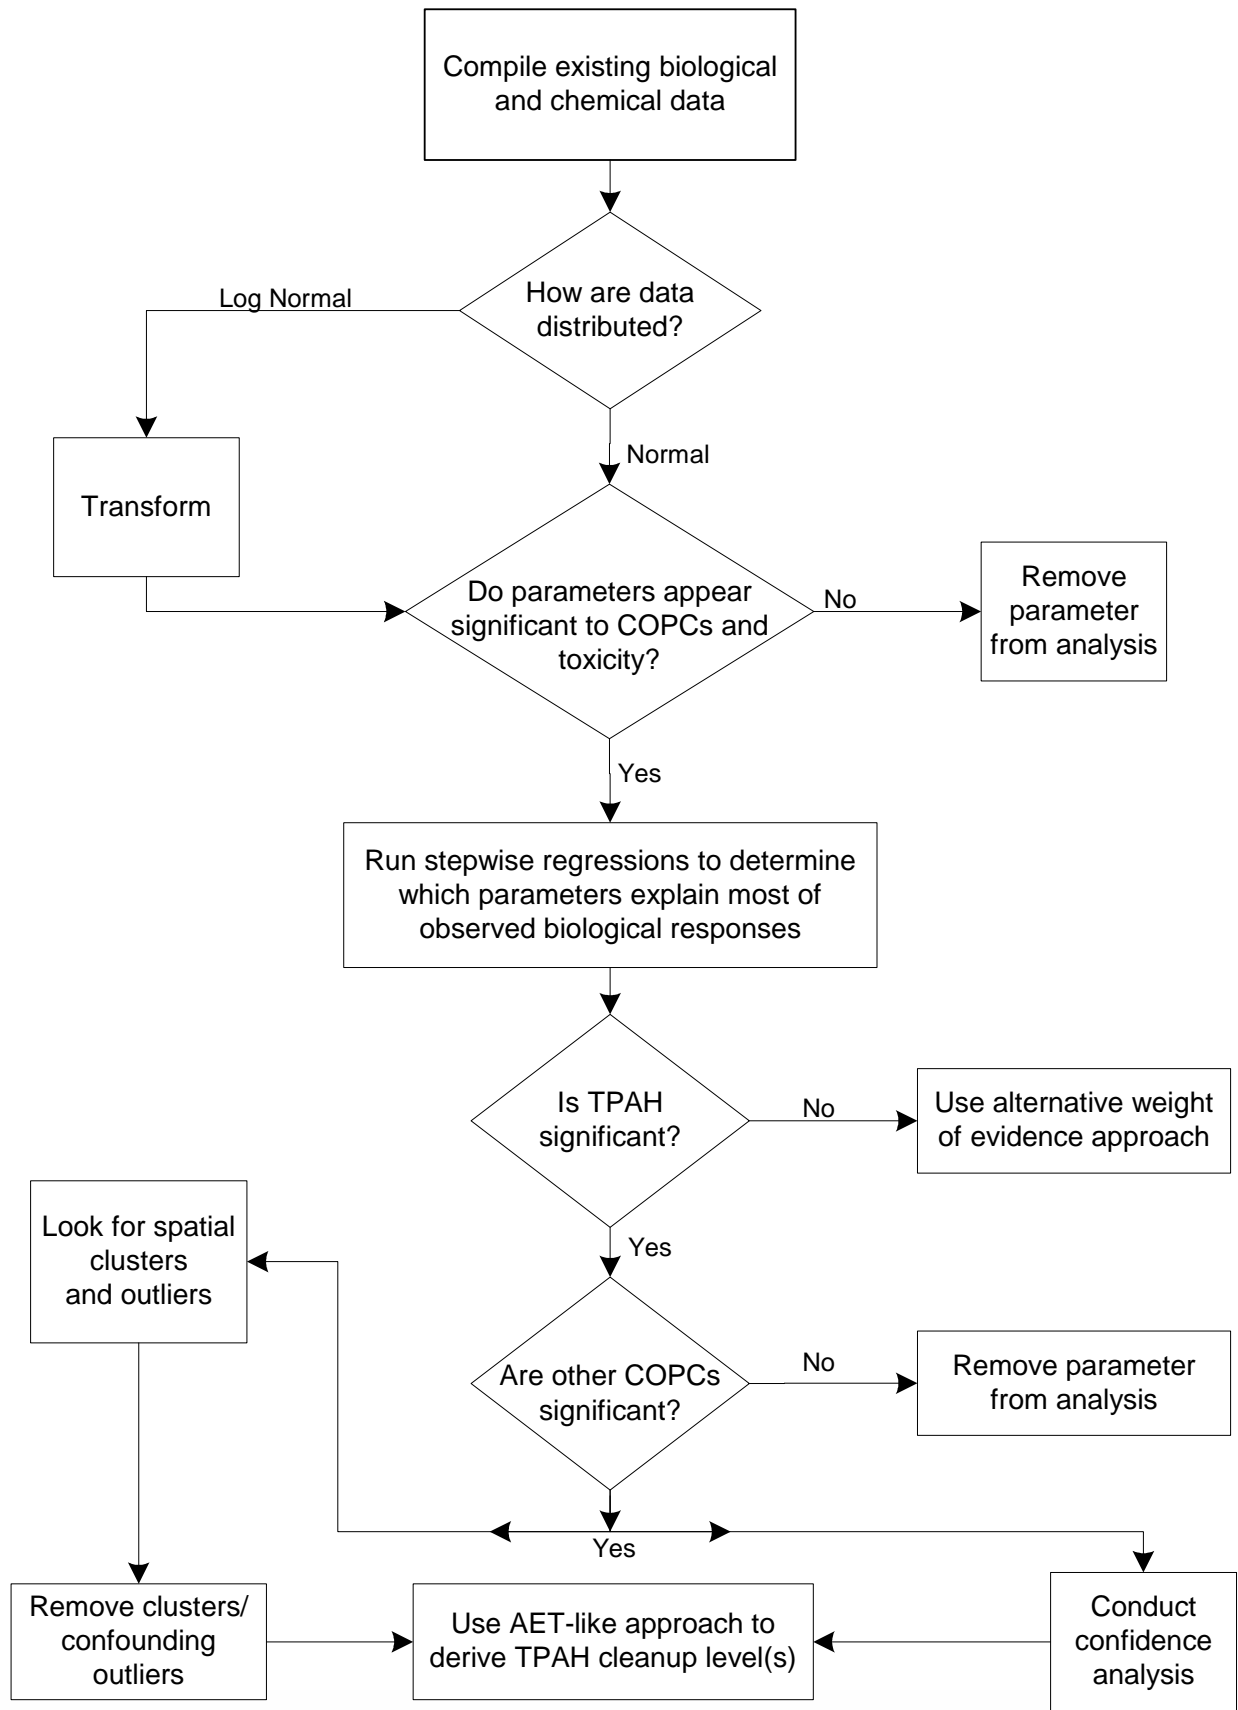 Compile existing biological
and chemical data
How are data
distributed?
Log Normal
Normal
Transform
Do parameters appear
significant to COPCs and
toxicity?
No
Remove
parameter
from analysis
Yes
Run stepwise regressions to determine
which parameters explain most of
observed biological responses
Is TPAH
significant?
No
Use alternative weight
of evidence approach
Yes
Look for spatial
clusters
and outliers
Are other COPCs
significant?
No
Remove parameter
from analysis
Yes
Remove clusters/
confounding
outliers
Use AET-like approach to
derive TPAH cleanup level(s)
Conduct
confidence
analysis